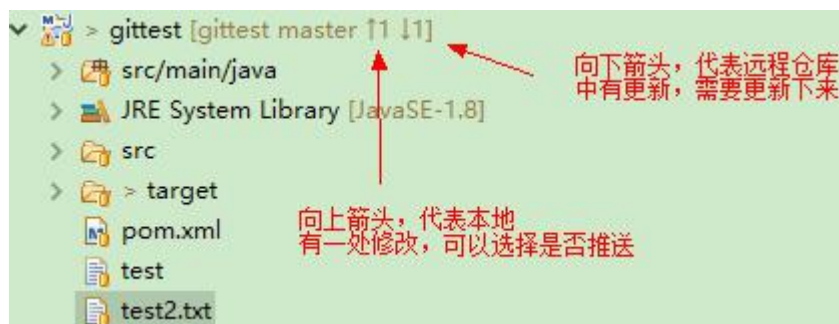 > gittest [gittest master ↑1 ↓1]
向下箭头，代表远程仓库
中有更新，需要更新下来
src/main/java
JRE System Library [JavaSE-1.8]
src
> target
向上箭头，代表本地
有一处修改，可以选择是否推送
pom.xml
test
test2.txt